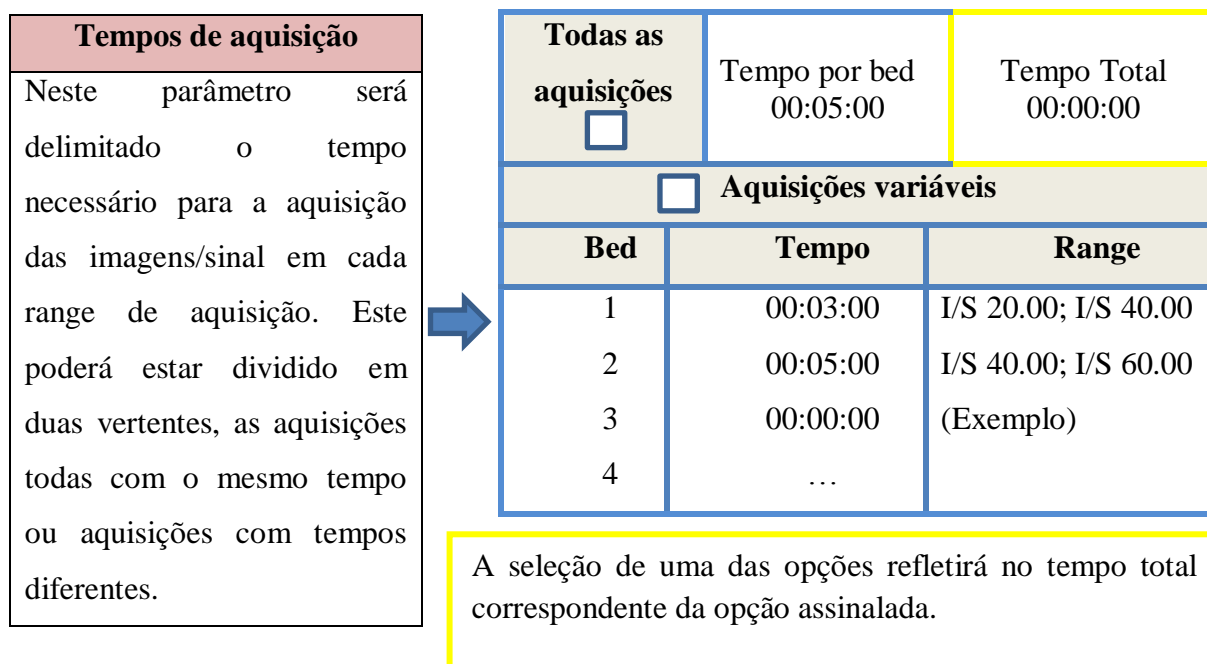 Tempos de aquisição
Neste parâmetro será
delimitado o tempo
necessário para a aquisição
das imagens/sinal em cada
range de aquisição. Este
poderá estar dividido em
duas vertentes, as aquisições
todas com o mesmo tempo
ou aquisições com tempos
diferentes.
Todas as
aquisições
Tempo por bed
00:05:00
Tempo Total
00:00:00
Aquisições variáveis
Bed Tempo Range
1 00:03:00 I/S 20.00; I/S 40.00
2 00:05:00 I/S 40.00; I/S 60.00
3 00:00:00 (Exemplo)
4 …
A seleção de uma das opções refletirá no tempo total
correspondente da opção assinalada.